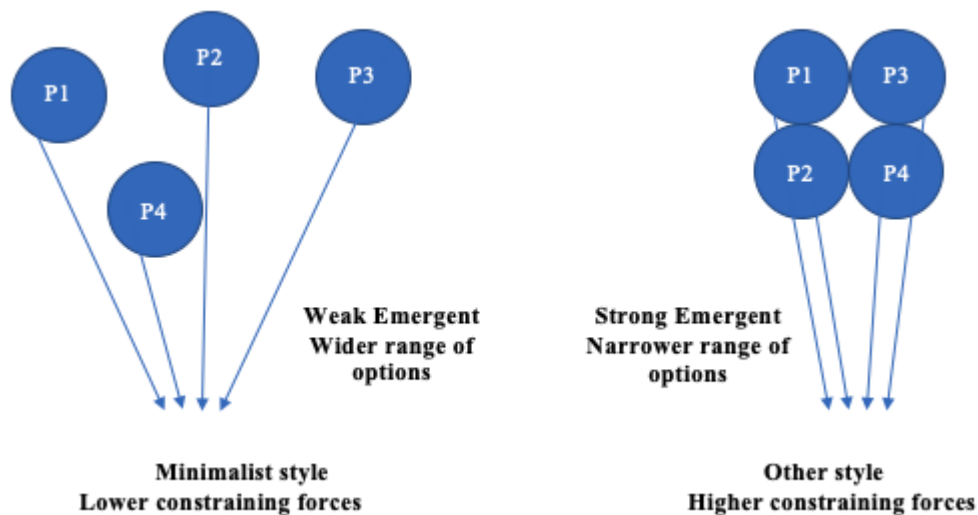 P1
P2
P3
P4
Weak Emergent
Wider range of
options
Minimalist style
Lower constraining forces
P1
P3
P2
P4
Strong Emergent
Narrower range of
options
Other style
Higher constraining forces